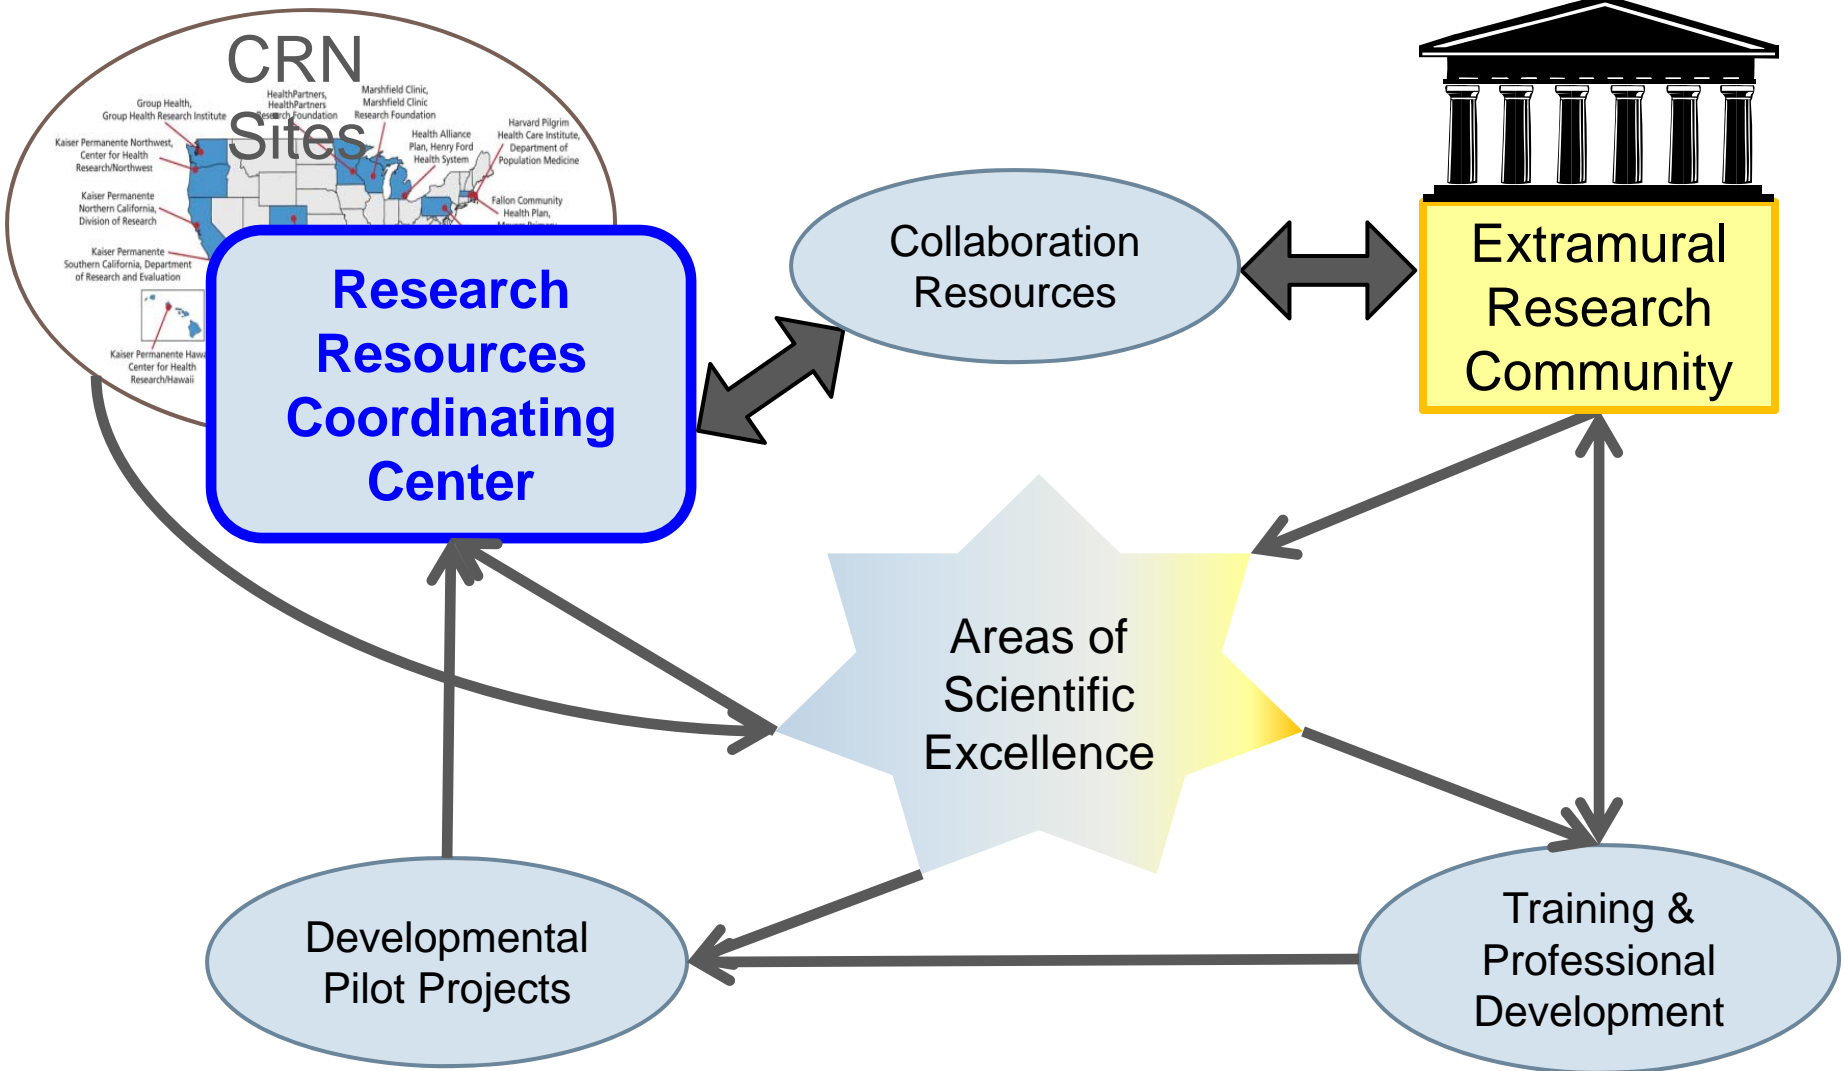 CRN
Sites
Group Health,
Group Health Research Institute
HealthPartners,
HealthPartners
Research Foundation
Marshfield Clinic,
Marshfield Clinic
Research Foundation
Health Alliance
Plan, Henry Ford
Health System
Harvard Pilgrim
Health Care Institute,
Department of
Population Medicine
Kaiser Permanente Northwest,
Center for Health
Research/Northwest
Kaiser Permanente
Northern California,
Division of Research
Fallon Community
Health Plan,
Kaiser Permanente
Southern California, Department
of Research and Evaluation
Kaiser Permanente
Center for Health
Research/Hawaii
Research
Resources
Coordinating
Center
Collaboration
Resources
Extramural
Research
Community
Areas of
Scientific
Excellence
Developmental
Pilot Projects
Training &
Professional
Development